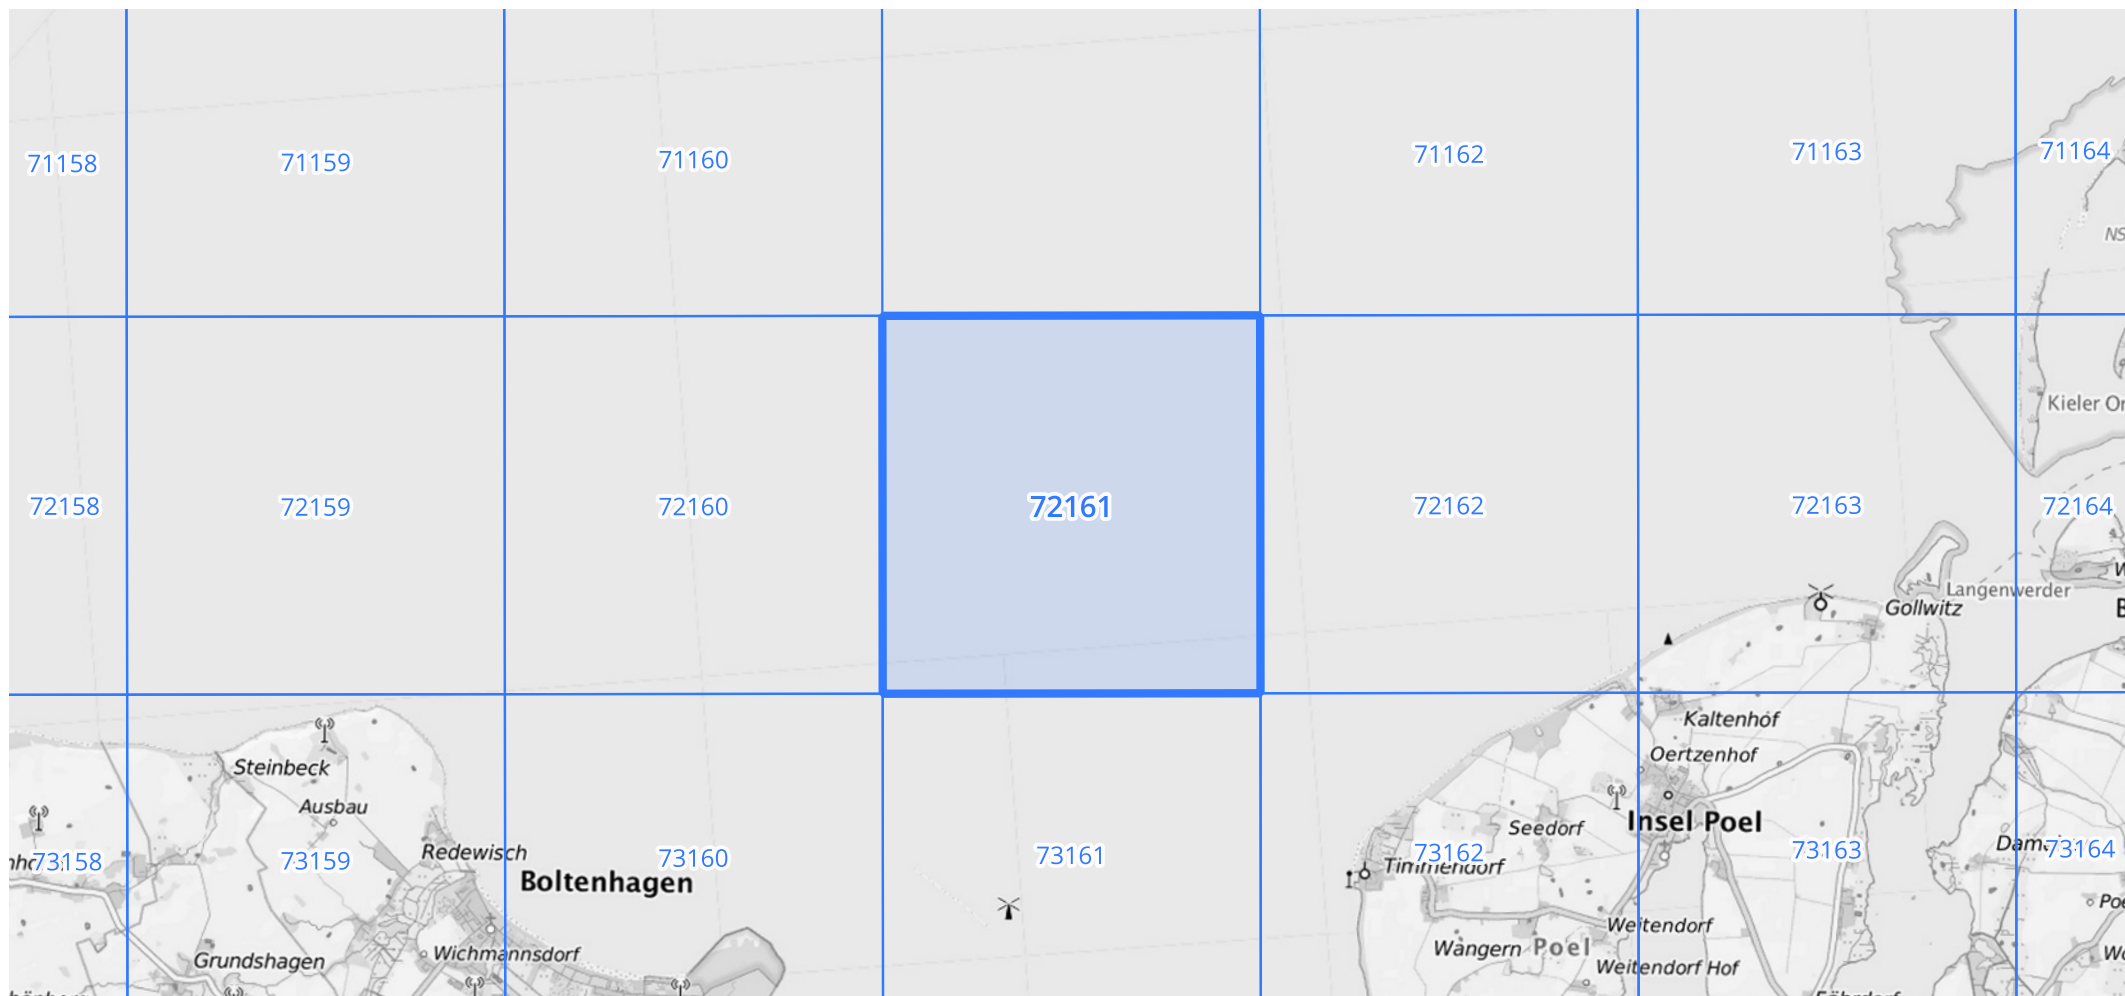 71158 71159 71160 71162 71163 71164
Kieler
72158 72159 72160 72161 72162 72163 72164
Langenwerder
Gollwitz
Kaltenhof
Oertzenhof
Steinbeck
Ausbau
Insel Poel
Seedorf
73158 73159 73160 73161 73162 73163 73164
Redewisch
Timmendorf
Boltenhagen
Weitendorf
Wangern Poel
Wichmannsdorf
Grundshagen
Weitendorf Hof